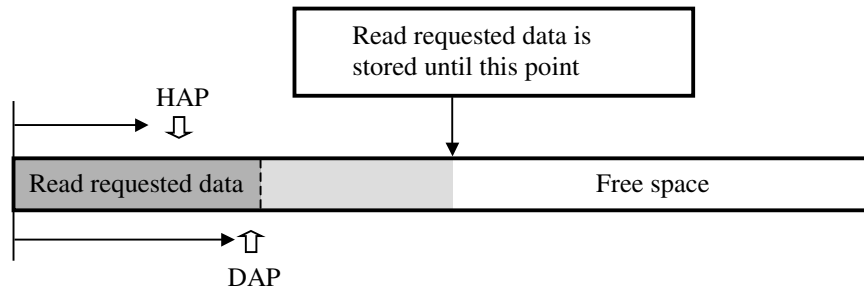 Read requested data is
stored until this point
HAP
Read requested data
Free space
DAP